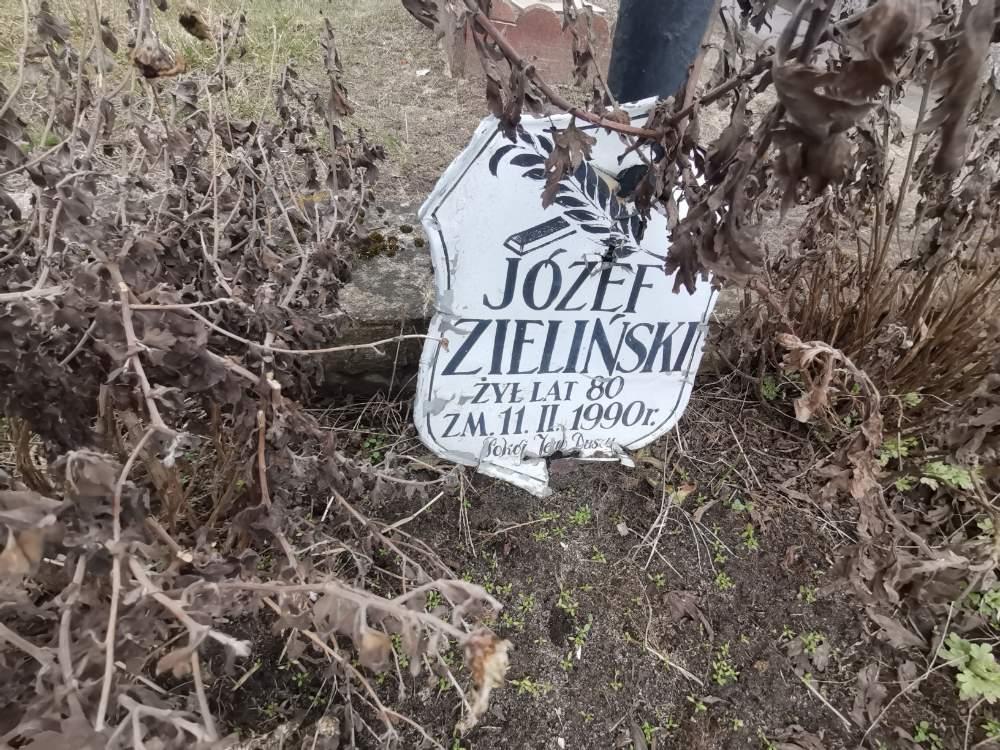 JÓZEF
ZIELIŃSKI
ŻYŁ LAT 80
ZM. 11. II. 1990r.
Pokój Jego Duszy